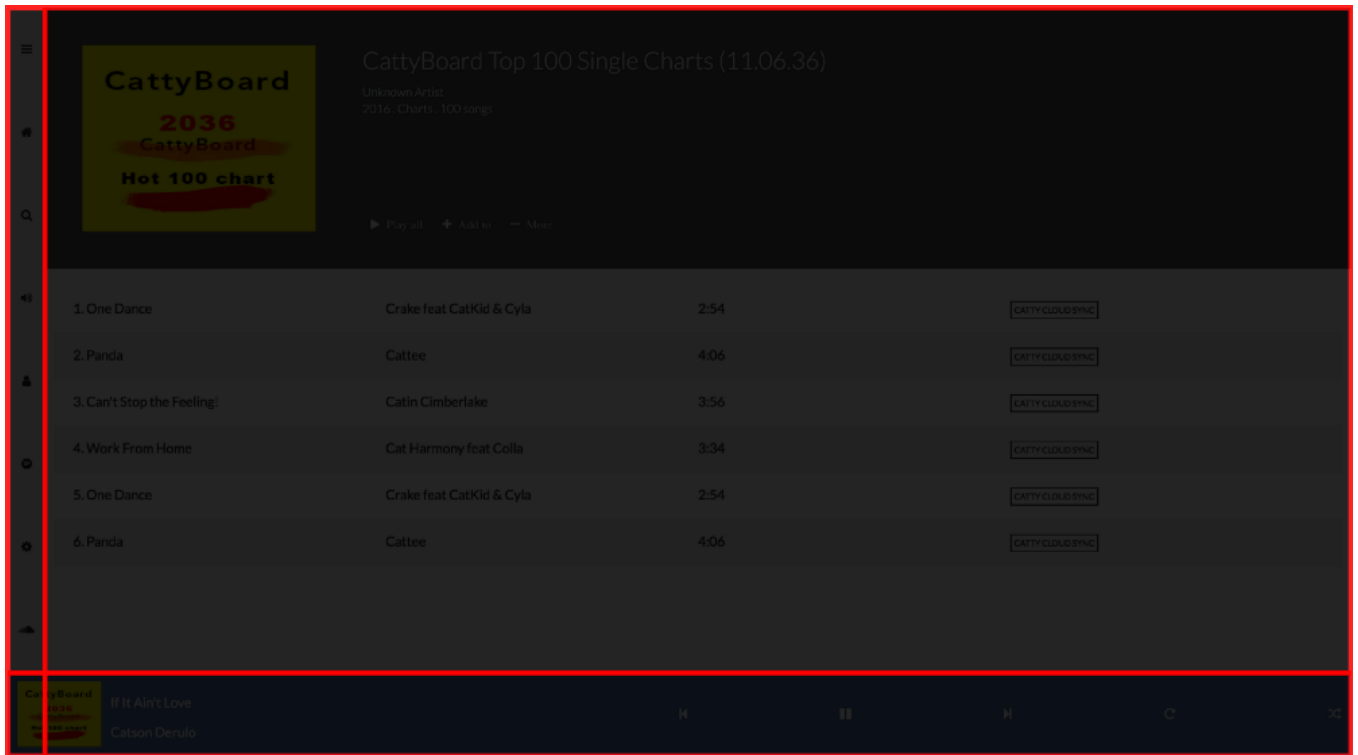 CattyBoard
2036
CattyBoard
Hot 100 chart
CattyBoard Top 100 Single Charts (11.06.36)
Unknown Artist
2016 . Charts . 100 songs
Play all Add to More
1. One Dance Crake feat CatKid & Cyla 2:54 CATTY CLOUD SYNC
2. Panda Cattee 4:06 CATTY CLOUD SYNC
3. Can't Stop the Feeling! Catin Cimberlake 3:56 CATTY CLOUD SYNC
4. Work From Home Cat Harmony feat Colla 3:34 CATTY CLOUD SYNC
5. One Dance Crake feat CatKid & Cyla 2:54 CATTY CLOUD SYNC
6. Panda Cattee 4:06 CATTY CLOUD SYNC
CattyBoard
2036
Hot 100 chart
If It Ain't Love
Catson Derulo